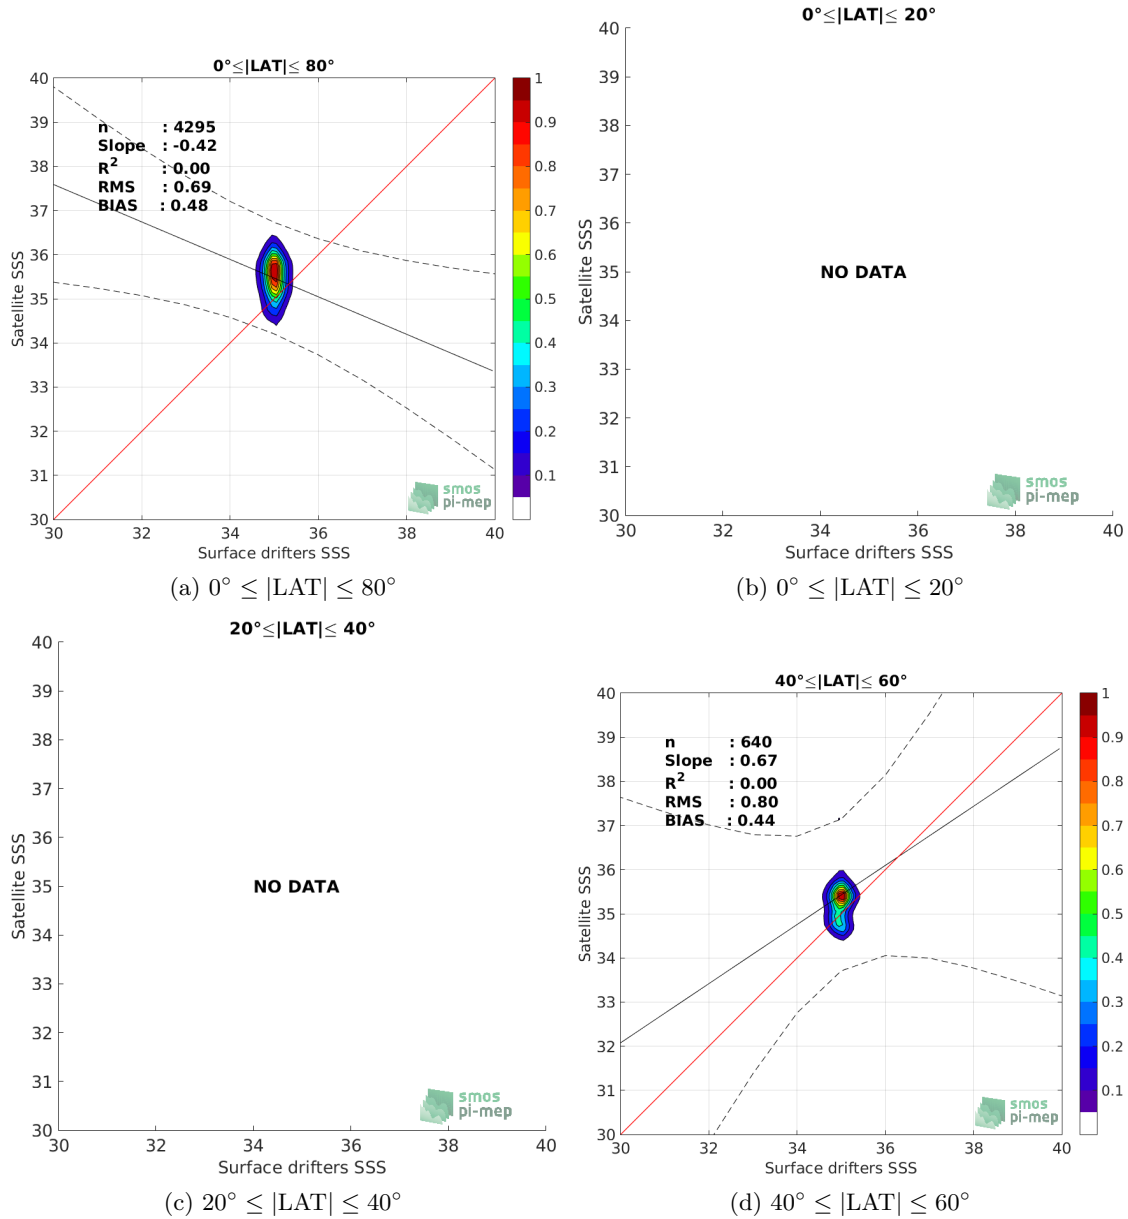 0°≤|LAT|≤ 80°
40
39
38
37
36
35
34
33
32
31
30
Satellite SSS
n : 4295
Slope : -0.42
R² : 0.00
RMS : 0.69
BIAS : 0.48
smos
pi-mep
30 32 34 36 38 40
Surface drifters SSS
1
0.9
0.8
0.7
0.6
0.5
0.4
0.3
0.2
0.1
(a) 0° ≤ |LAT| ≤ 80°
0°≤|LAT|≤ 20°
40
39
38
37
36
35
34
33
32
31
30
Satellite SSS
NO DATA
smos
pi-mep
30 32 34 36 38 40
Surface drifters SSS
(b) 0° ≤ |LAT| ≤ 20°
20°≤|LAT|≤ 40°
40
39
38
37
36
35
34
33
32
31
30
Satellite SSS
NO DATA
smos
pi-mep
30 32 34 36 38 40
Surface drifters SSS
(c) 20° ≤ |LAT| ≤ 40°
40°≤|LAT|≤ 60°
40
39
38
37
36
35
34
33
32
31
30
Satellite SSS
n : 640
Slope : 0.67
R² : 0.00
RMS : 0.80
BIAS : 0.44
smos
pi-mep
30 32 34 36 38 40
Surface drifters SSS
1
0.9
0.8
0.7
0.6
0.5
0.4
0.3
0.2
0.1
(d) 40° ≤ |LAT| ≤ 60°